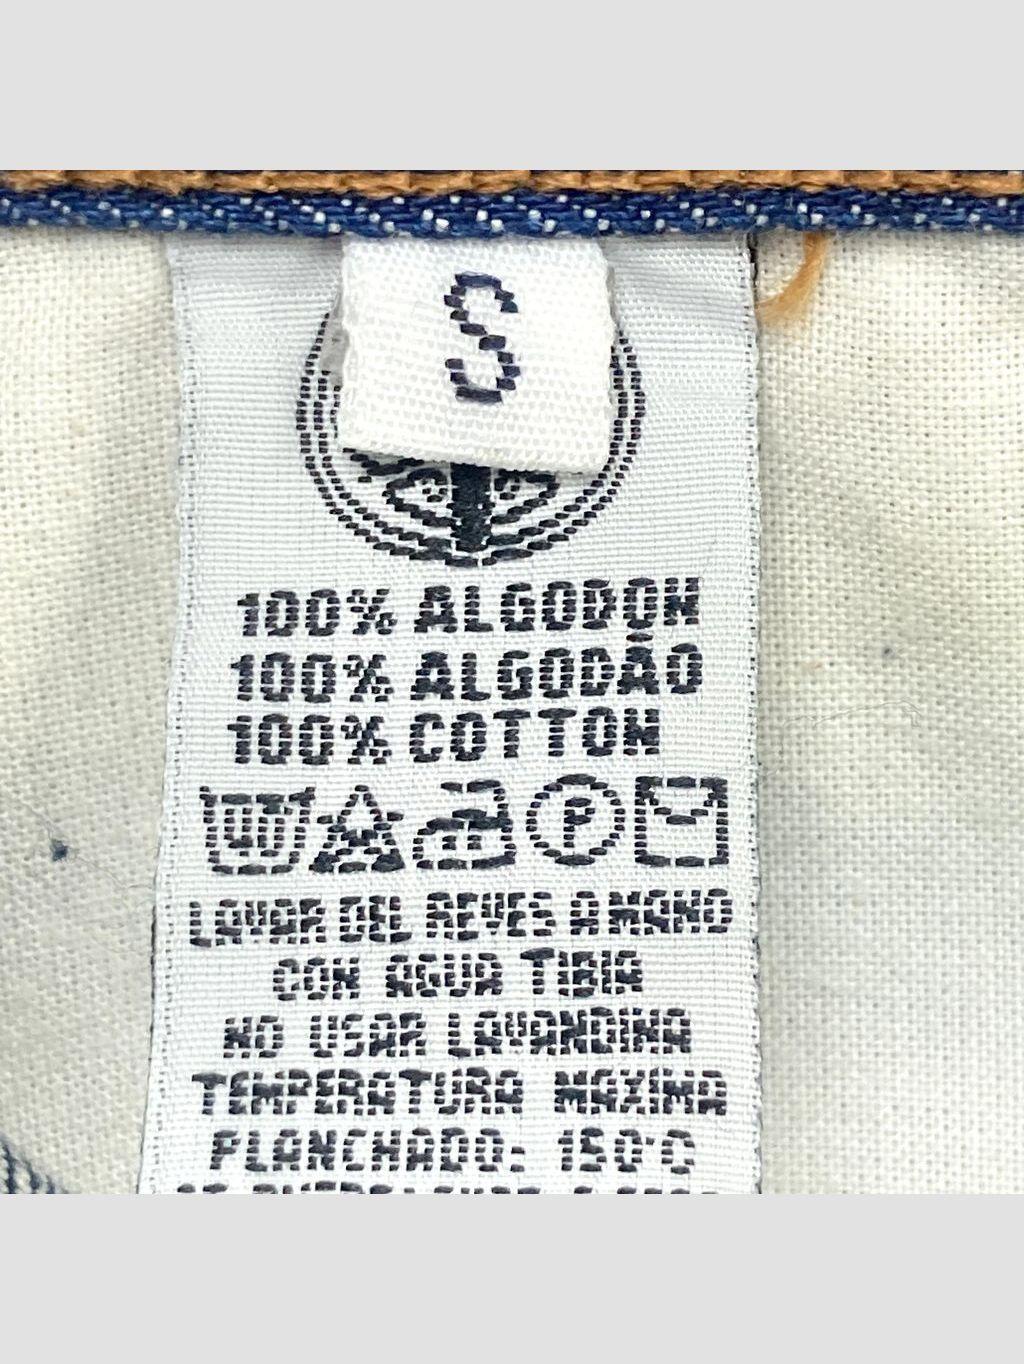 S
100% ALGODON
100% ALGODÃO
100% COTTON
P
LAVAR DEL REVES A MANO
CON AGUA TIBIA
NO USAR LAVANDINA
TEMPERATURA MAXIMA
PLANCHADO: 150°C